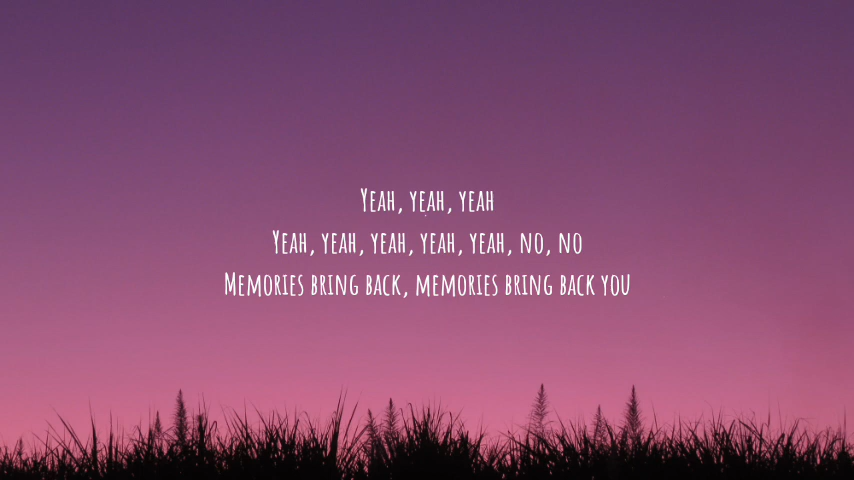 Yeah, yeah, yeah
Yeah, yeah, yeah, yeah, yeah, no, no
Memories bring back, memories bring back you